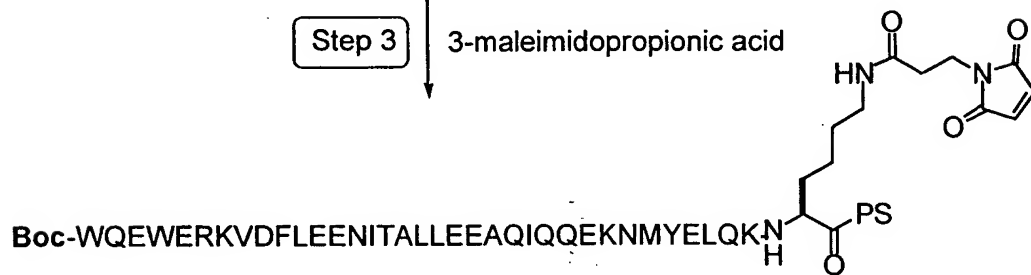 Step 3
3-maleimidopropionic acid
O
O
HN
N
O
Boc-WQEWERKVDFLEENITALLEEAQIQQEKNMYELQK-N
H
PS
O